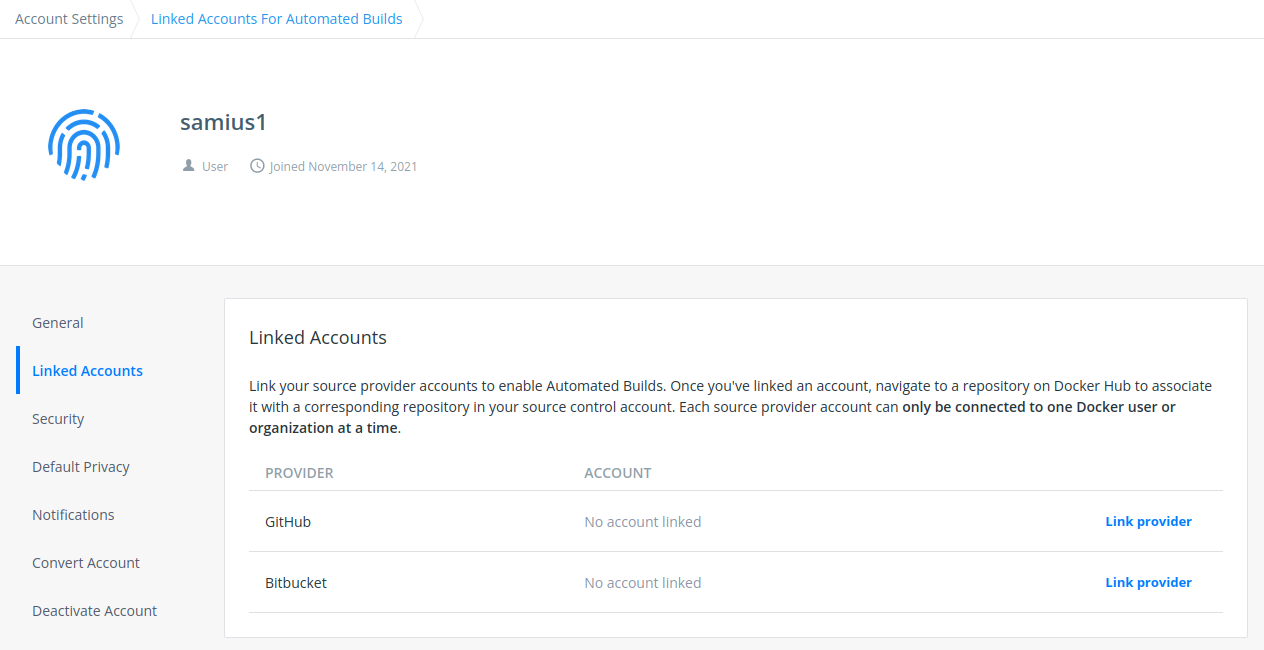 Account Settings Linked Accounts For Automated Builds
samius1
User Joined November 14, 2021
General
Linked Accounts
Security
Default Privacy
Notifications
Convert Account
Deactivate Account
Linked Accounts
Link your source provider accounts to enable Automated Builds. Once you've linked an account, navigate to a repository on Docker Hub to associate
it with a corresponding repository in your source control account. Each source provider account can only be connected to one Docker user or
organization at a time.
PROVIDER ACCOUNT
GitHub No account linked Link provider
Bitbucket No account linked Link provider